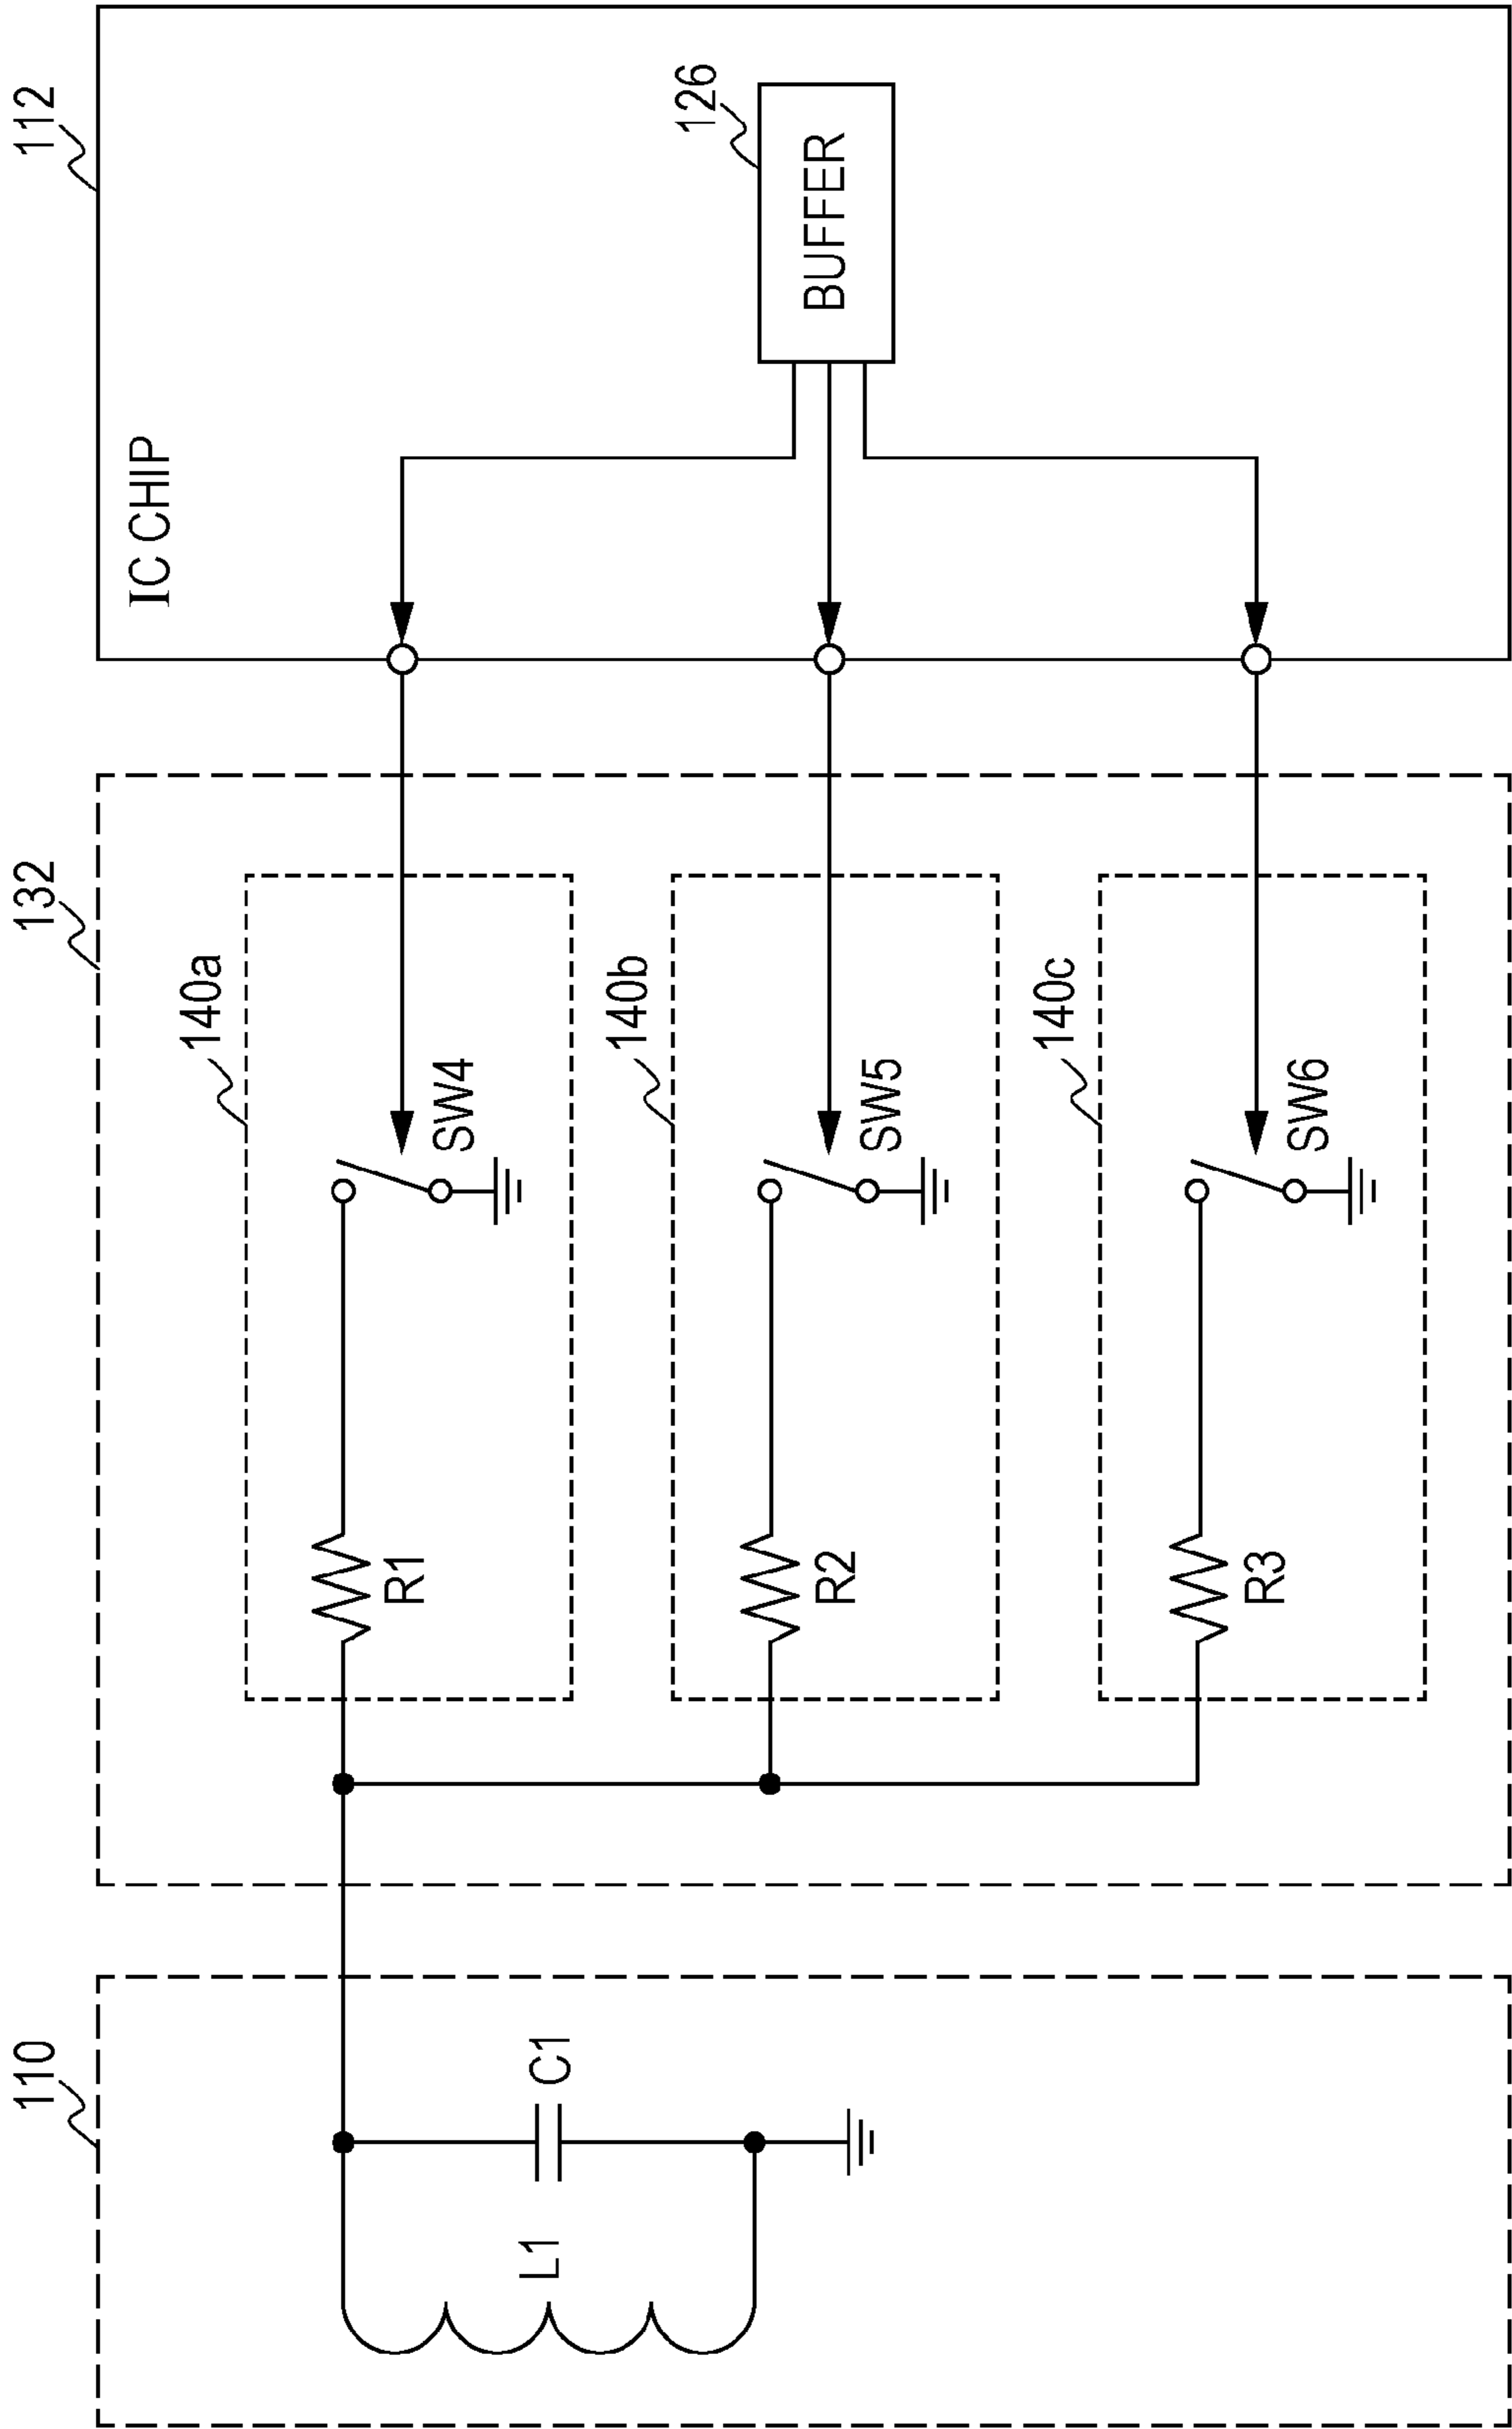 110
132
112
L1
C1
140a
R1
SW4
140b
R2
SW5
140c
R3
SW6
IC CHIP
126
BUFFER